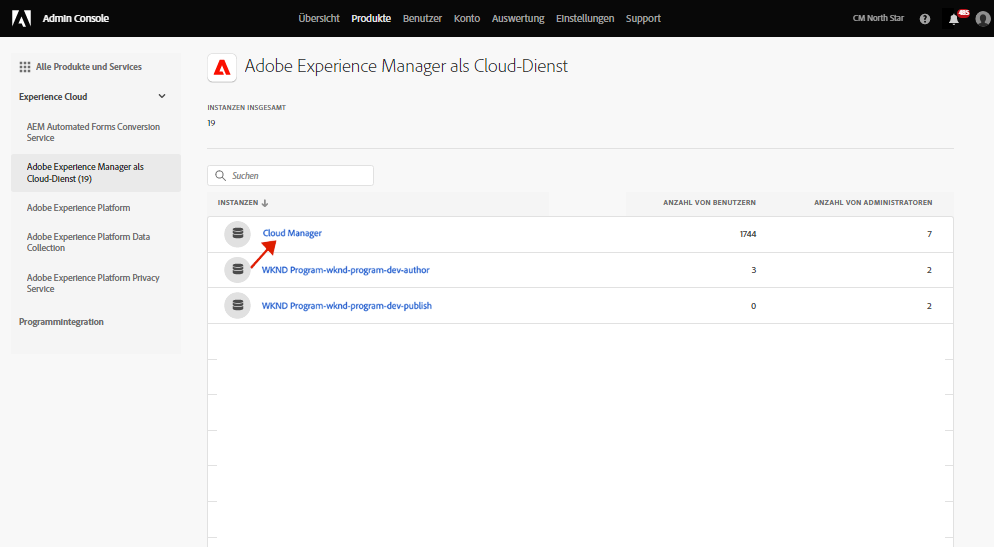 Admin Console
Übersicht Produkte Benutzer Konto Auswertung Einstellungen Support
CM North Star
485
Alle Produkte und Services
Experience Cloud
AEM Automated Forms Conversion
Service
Adobe Experience Manager als
Cloud-Dienst (19)
Adobe Experience Platform
Adobe Experience Platform Data
Collection
Adobe Experience Platform Privacy
Service
Programmintegration
Adobe Experience Manager als Cloud-Dienst
INSTANZEN INSGESAMT
19
Suchen
INSTANZEN ANZAHL VON BENUTZERN ANZAHL VON ADMINISTRATOREN
Cloud Manager 1744 7
WKND Program-wknd-program-dev-author 3 2
WKND Program-wknd-program-dev-publish 0 2